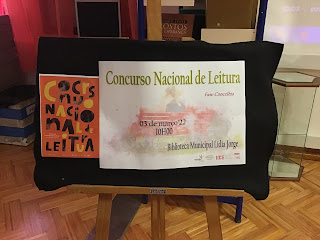 OSTOS
CONCURSO
NACIONAL DE
LEITURA
Concurso Nacional de Leitura
Fase Concelhia
03 de março 22
10H00
Biblioteca Municipal Lídia Jorge